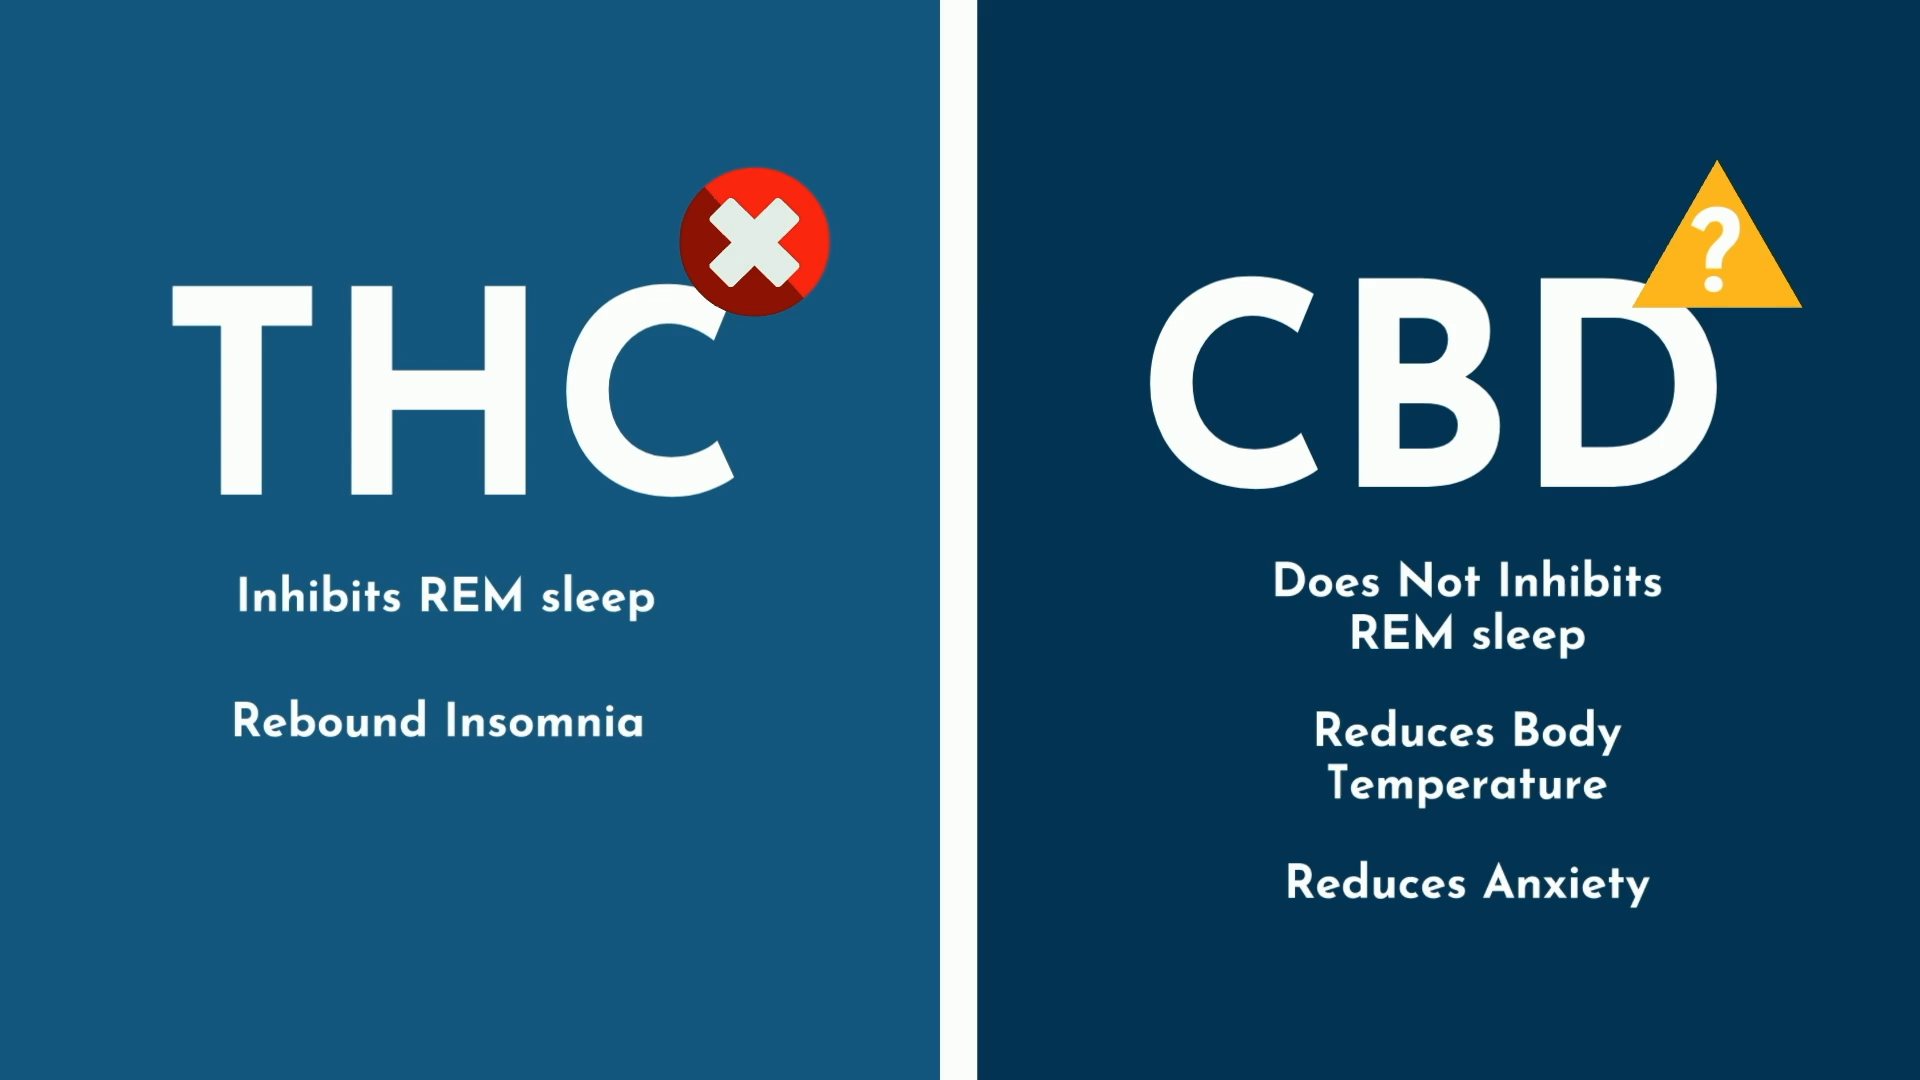 THC
Inhibits REM sleep
Rebound Insomnia
?
CBD
Does Not Inhibits
REM sleep
Reduces Body
Temperature
Reduces Anxiety